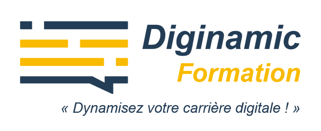 Diginamic
Formation
« Dynamisez votre carrière digitale ! »